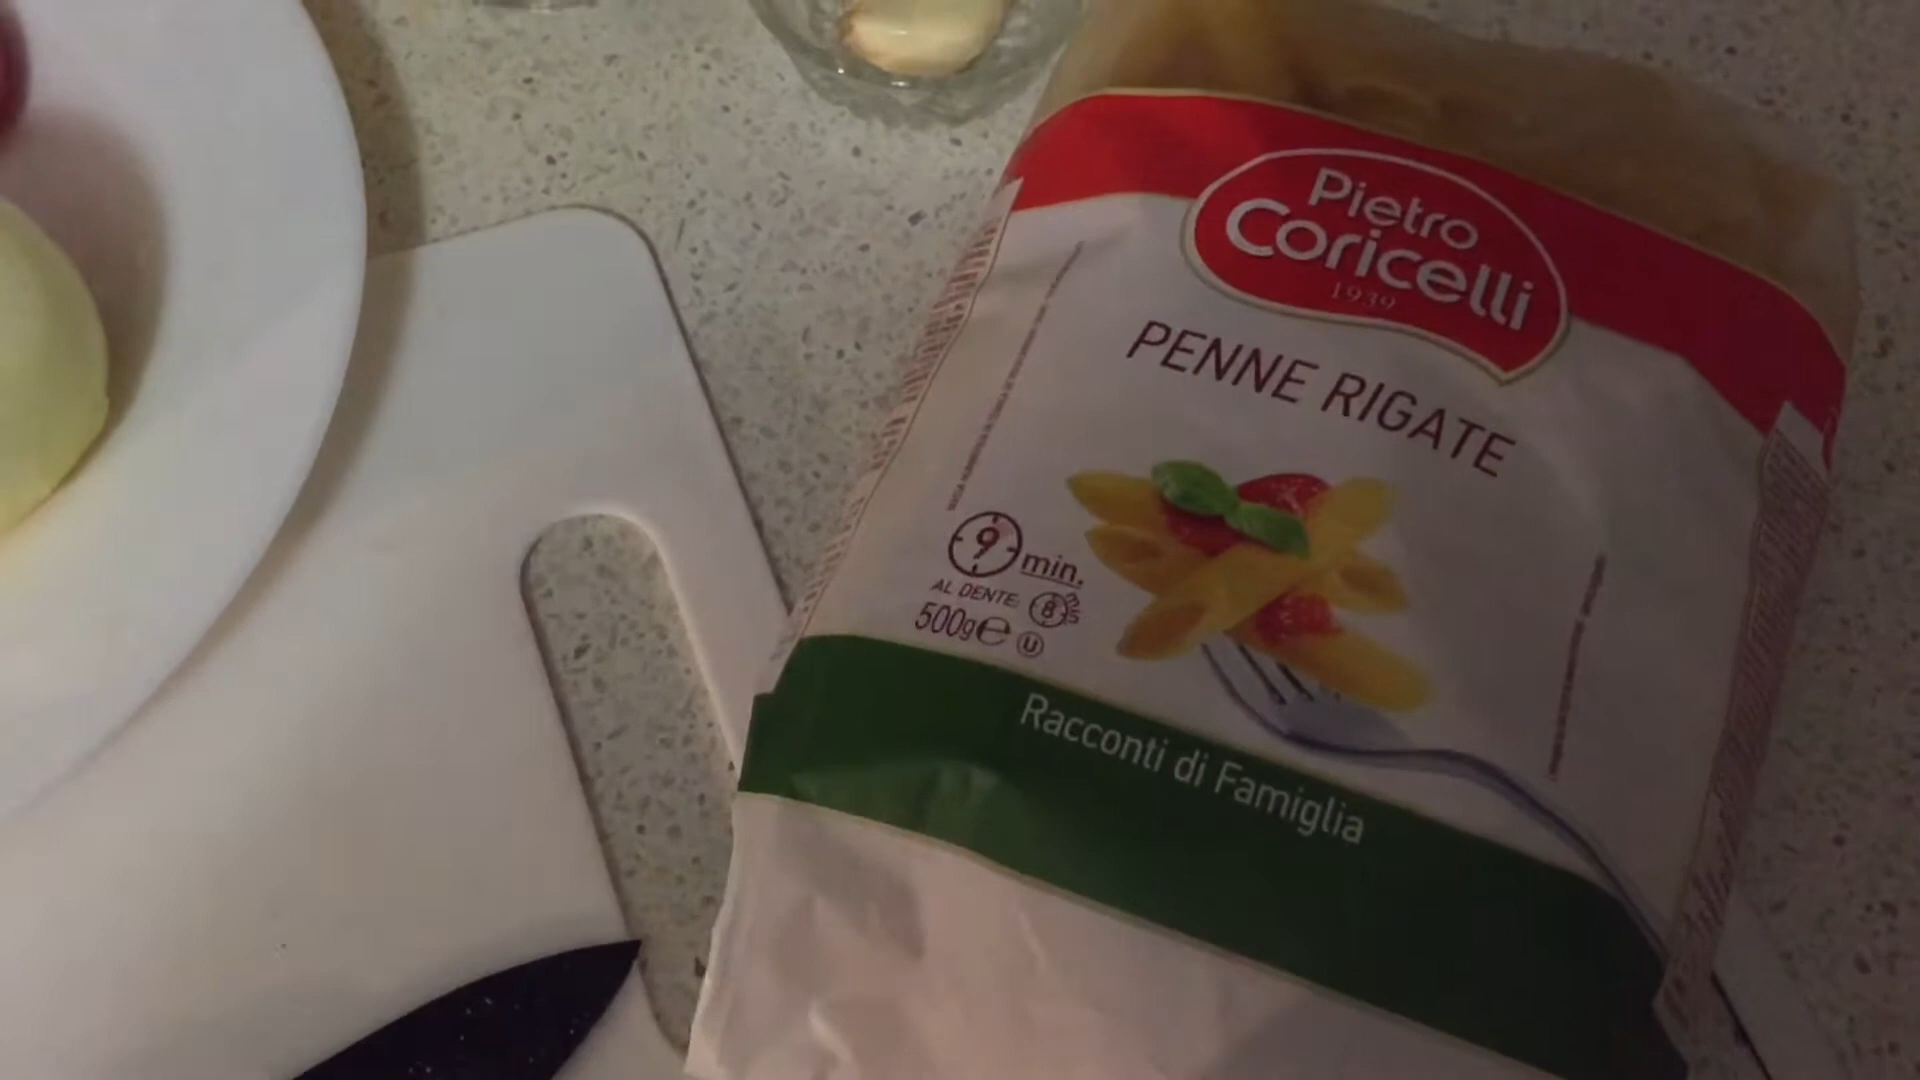 Pietro
Coricelli
1939
PENNE RIGATE
9 min.
AL DENTE 8
500g e U
Racconti di Famiglia